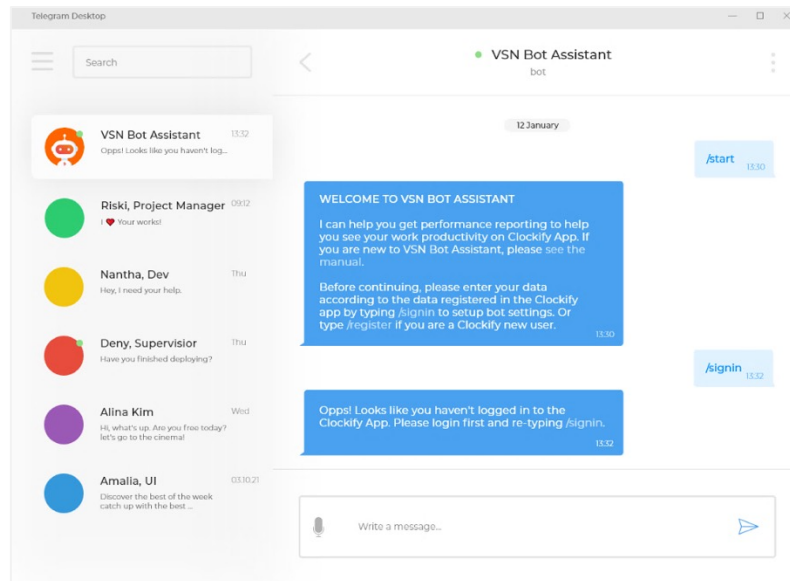 Telegram Desktop
Search
VSN Bot Assistant 13:32
Opps! Looks like you haven't log...
Riski, Project Manager 09:12
I ❤ Your works!
Nantha, Dev Thu
Hey, I need your help.
Deny, Supervisior Thu
Have you finished deploying?
Alina Kim Wed
Hi, what's up. Are you free today?
let's go to the cinema!
Amalia, UI 03.10.21
Discover the best of the week
catch up with the best ...
VSN Bot Assistant
bot
12 January
/start 13:30
WELCOME TO VSN BOT ASSISTANT
I can help you get performance reporting to help
you see your work productivity on Clockify App. If
you are new to VSN Bot Assistant, please see the
manual.
Before continuing, please enter your data
according to the data registered in the Clockify
app by typing /signin to setup bot settings. Or
type /register if you are a Clockify new user.
13:30
/signin 13:32
Opps! Looks like you haven't logged in to the
Clockify App. Please login first and re-typing /signin.
13:32
Write a message...